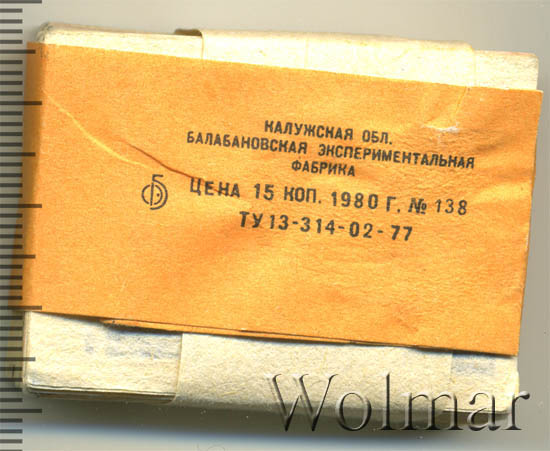 КАЛУЖСКАЯ ОБЛ.
БАЛАБАНОВСКАЯ ЭКСПЕРИМЕНТАЛЬНАЯ
ФАБРИКА
ЦЕНА 15 КОП. 1980 Г. № 138
ТУ 13-314-02-77
Wolmar